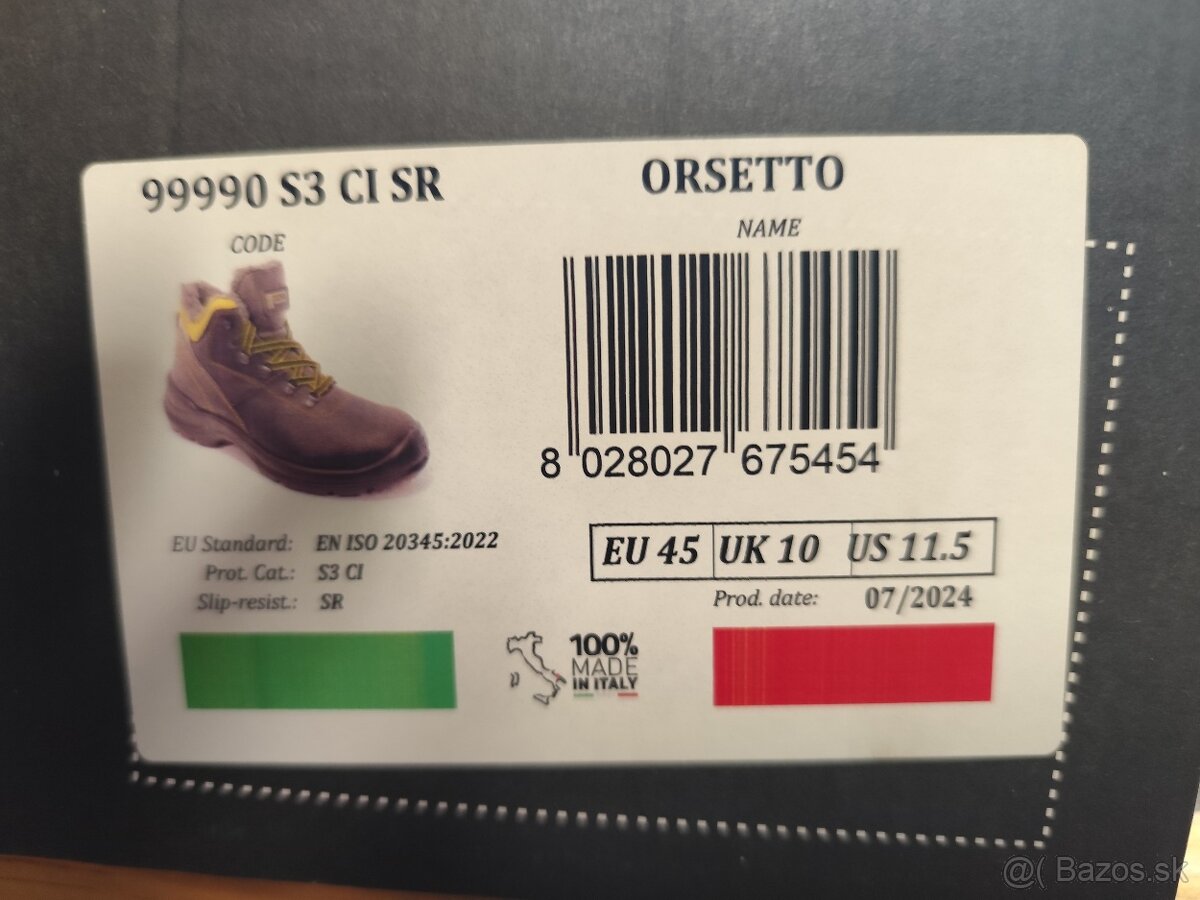 99990 S3 CI SR
CODE
ORSETTO
NAME
8 028027 675454
EU Standard: EN ISO 20345:2022
Prot. Cat.: S3 CI
Slip-resist.: SR
EU 45 UK 10 US 11.5
Prod. date: 07/2024
100%
MADE
IN ITALY
@( Bazos.sk